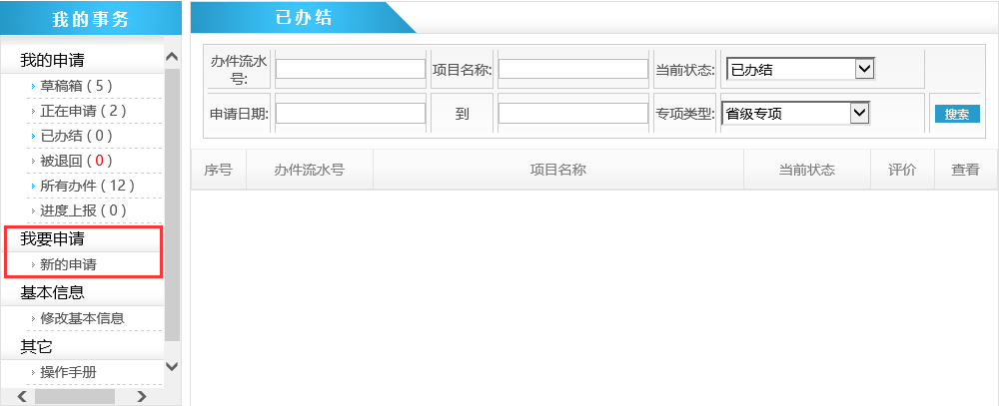 我的事务
我的申请
草稿箱 ( 5 )
正在申请 ( 2 )
已办结 ( 0 )
被退回 ( 0 )
所有办件 ( 12 )
进度上报 ( 0 )
我要申请
新的申请
基本信息
修改基本信息
其它
操作手册
已办结
办件流水号:
项目名称:
当前状态:
已办结
申请日期:
到
专项类型:
省级专项
搜索
序号 办件流水号 项目名称 当前状态 评价 查看